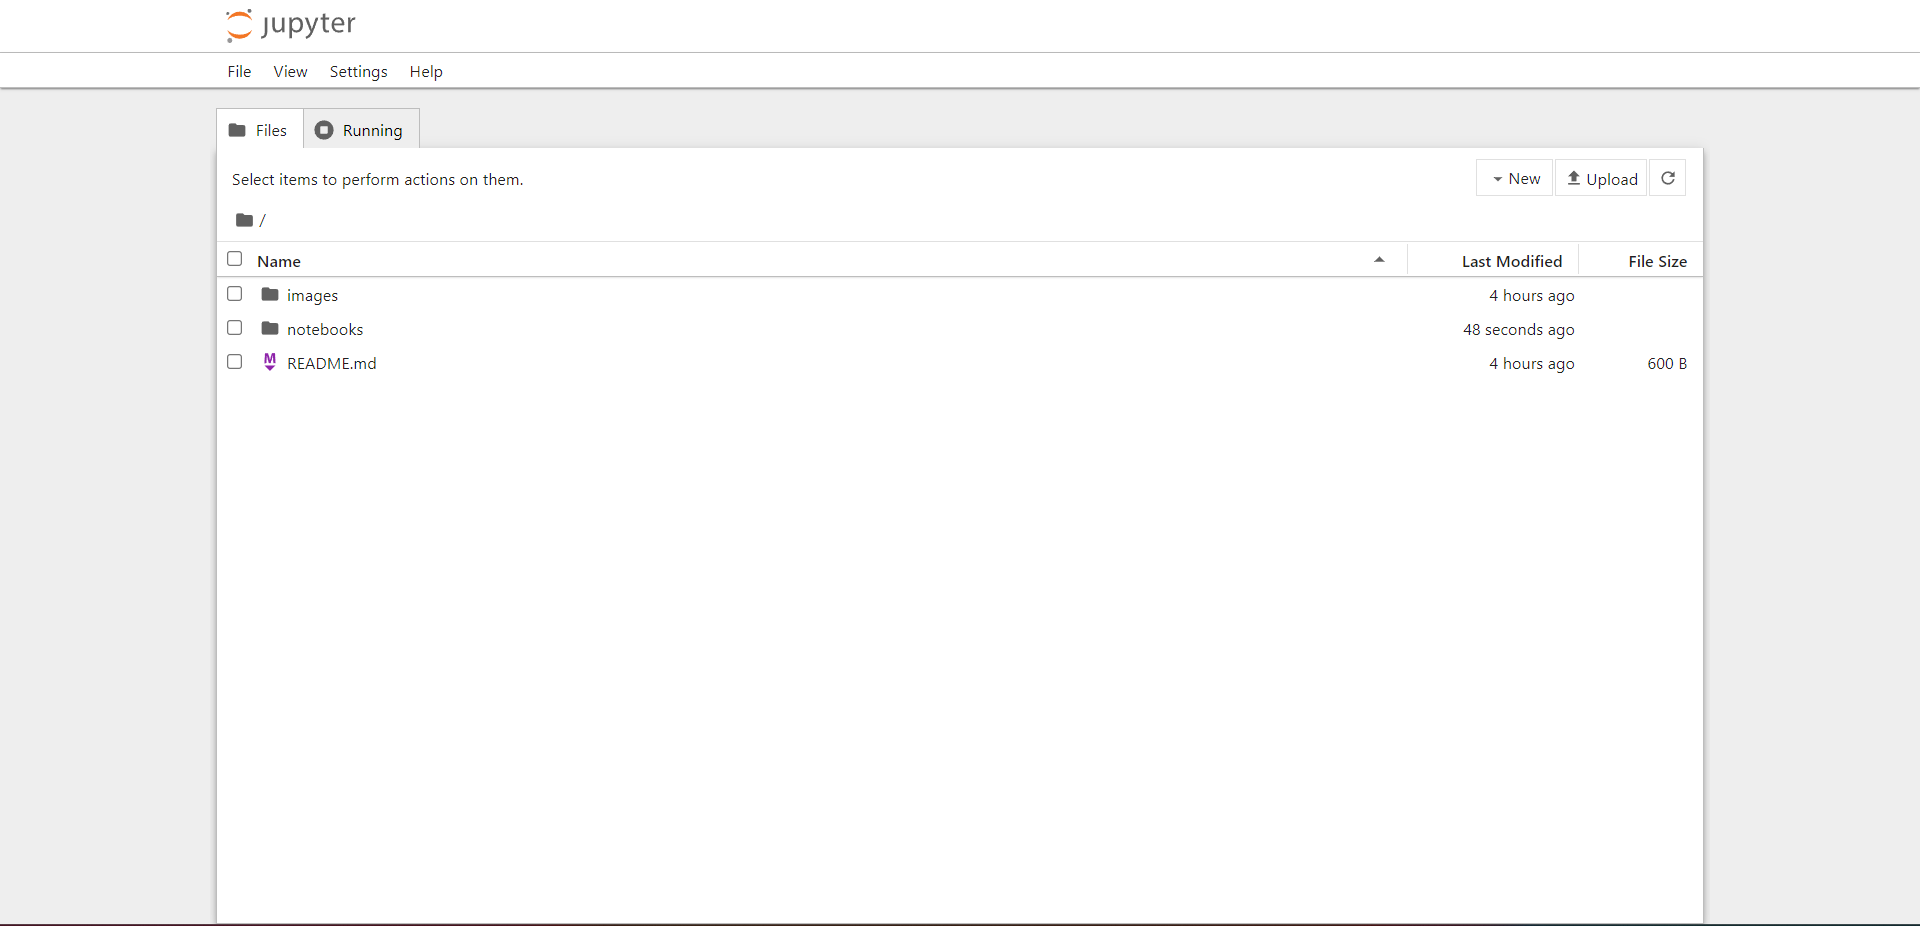 jupyter
File View Settings Help
Files Running
Select items to perform actions on them.
New Upload
/
Name Last Modified File Size
images 4 hours ago
notebooks 48 seconds ago
M README.md 4 hours ago 600 B